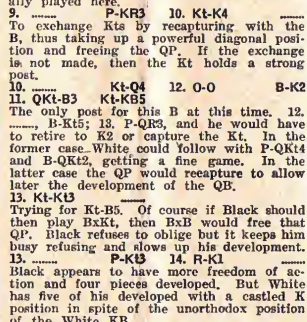 ally played here.
9. ........ P-KR3 10. Kt-K4
To exchange Kts by recapturing with the
B, thus taking up a powerful diagonal posi-
tion and freeing the QP. If the exchange
is not made, then the Kt holds a strong
post.
10. ........ Kt-Q4 12. O-O B-K2
11. QKt-B3 Kt-KB5
The only post for this B at this time. 12.
........ B-Kt5; 13. P-QR3, and he would have
to retire to K2 or capture the Kt. In the
former case White could follow with P-QKt4
and B-QKt2, getting a fine game. In the
latter case the QP would recapture to allow
later the development of the QB.
13. Kt-Kt3 ........
Trying for Kt-B5. Of course if Black should
then play BxKt, then BxB would free that
QP. Black refuses to oblige but it keeps him
busy refusing and slows up his development.
13. ........ P-Kt3 14. R-K1 ........
Black appears to have more freedom of ac-
tion and four pieces developed. But White
has five of his developed with a castled K
position in spite of the unorthodox position
of the White KB.